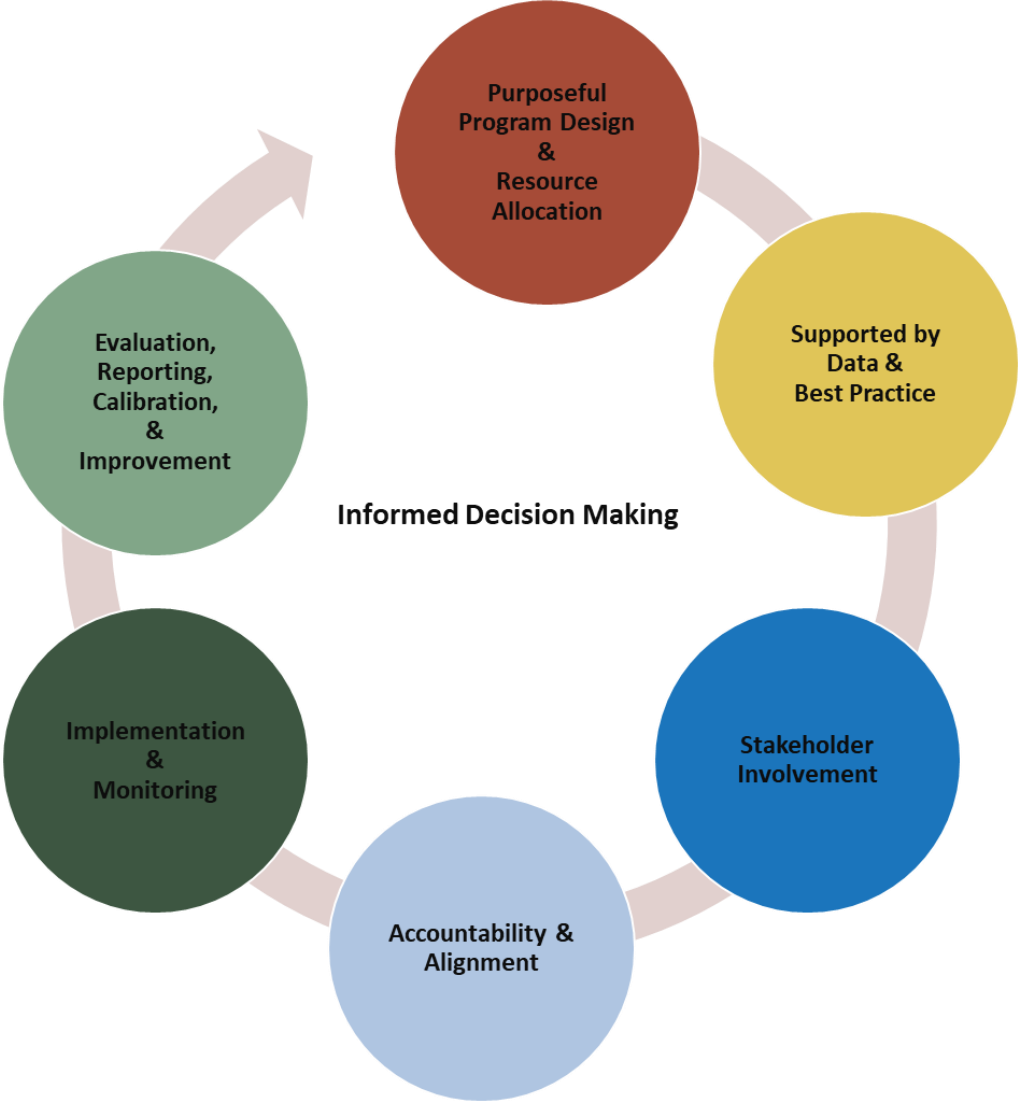 Purposeful
Program Design
&
Resource
Allocation
Supported by
Data &
Best Practice
Stakeholder
Involvement
Accountability &
Alignment
Implementation
&
Monitoring
Evaluation,
Reporting,
Calibration,
&
Improvement
Informed Decision Making